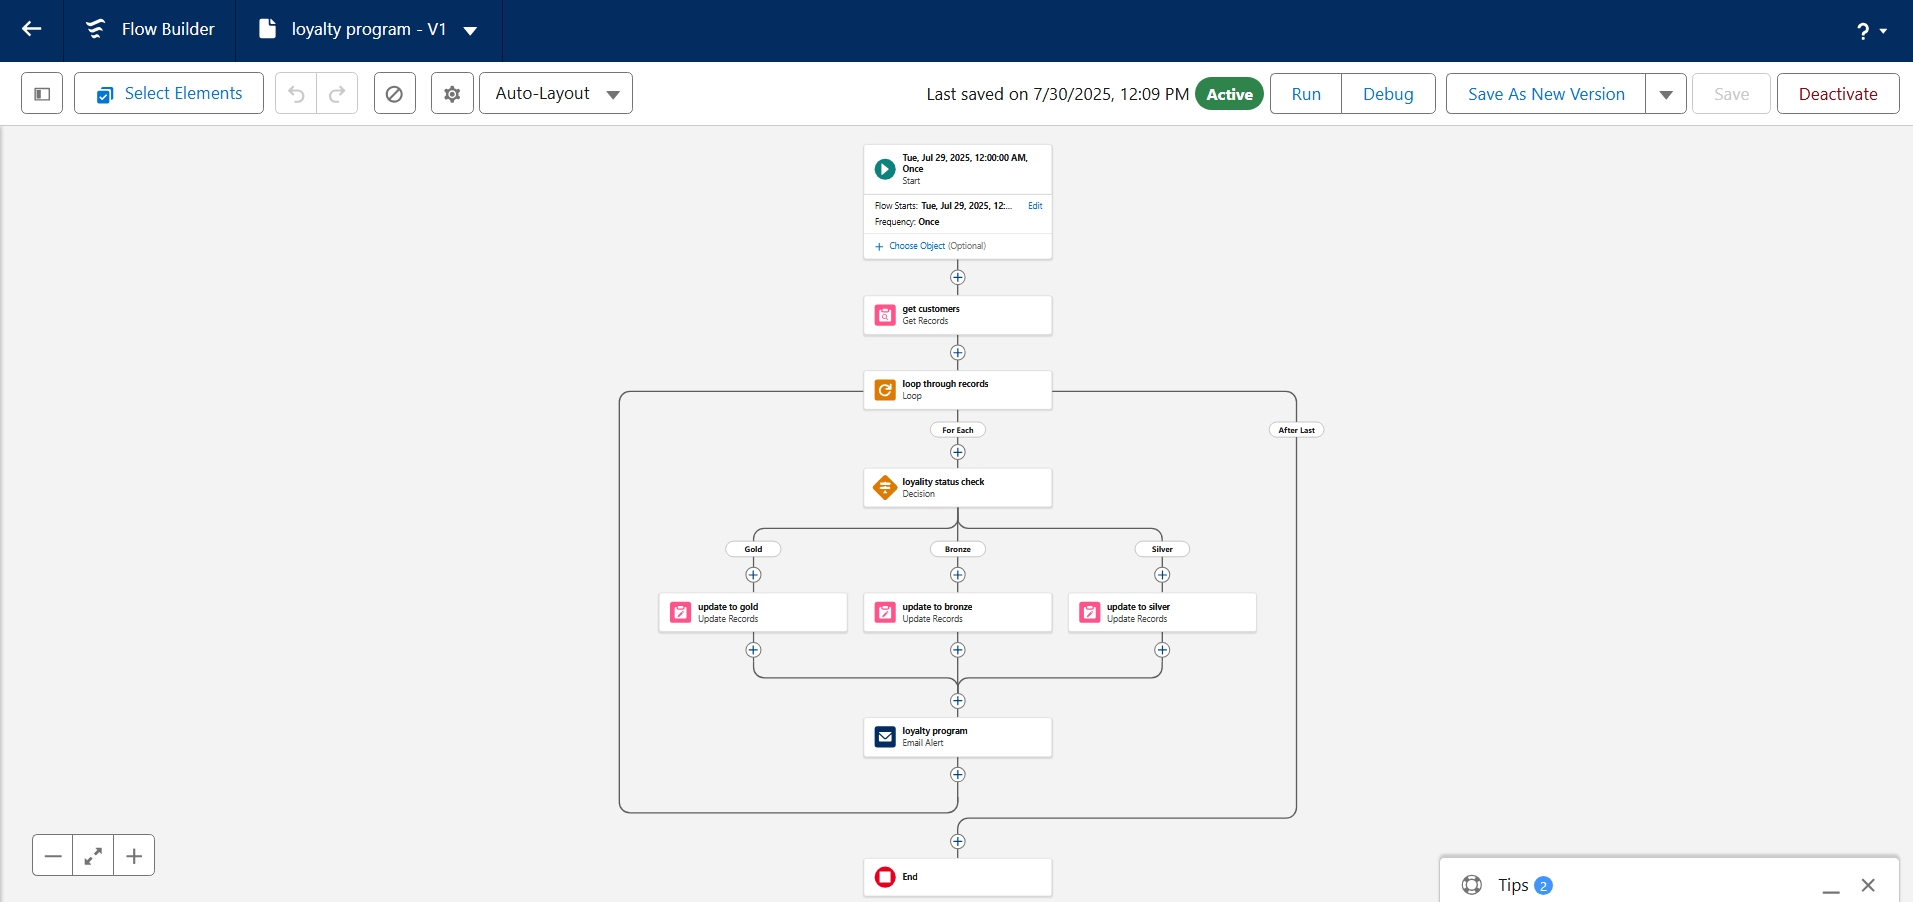 Flow Builder
loyalty program - V1
?
Select Elements
Auto-Layout
Last saved on 7/30/2025, 12:09 PM
Active
Run
Debug
Save As New Version
Save
Deactivate
Tue, Jul 29, 2025, 12:00:00 AM,
Once
Start
Flow Starts: Tue, Jul 29, 2025, 12:...
Edit
Frequency: Once
+ Choose Object (Optional)
get customers
Get Records
loop through records
Loop
For Each
After Last
loyality status check
Decision
Gold
Bronze
Silver
update to gold
Update Records
update to bronze
Update Records
update to silver
Update Records
loyalty program
Email Alert
End
Tips 2